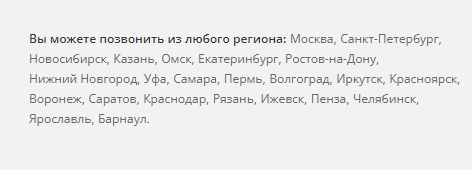 Вы можете позвонить из любого региона: Москва, Санкт-Петербург,
Новосибирск, Казань, Омск, Екатеринбург, Ростов-на-Дону,
Нижний Новгород, Уфа, Самара, Пермь, Волгоград, Иркутск, Красноярск,
Воронеж, Саратов, Краснодар, Рязань, Ижевск, Пенза, Челябинск,
Ярославль, Барнаул.